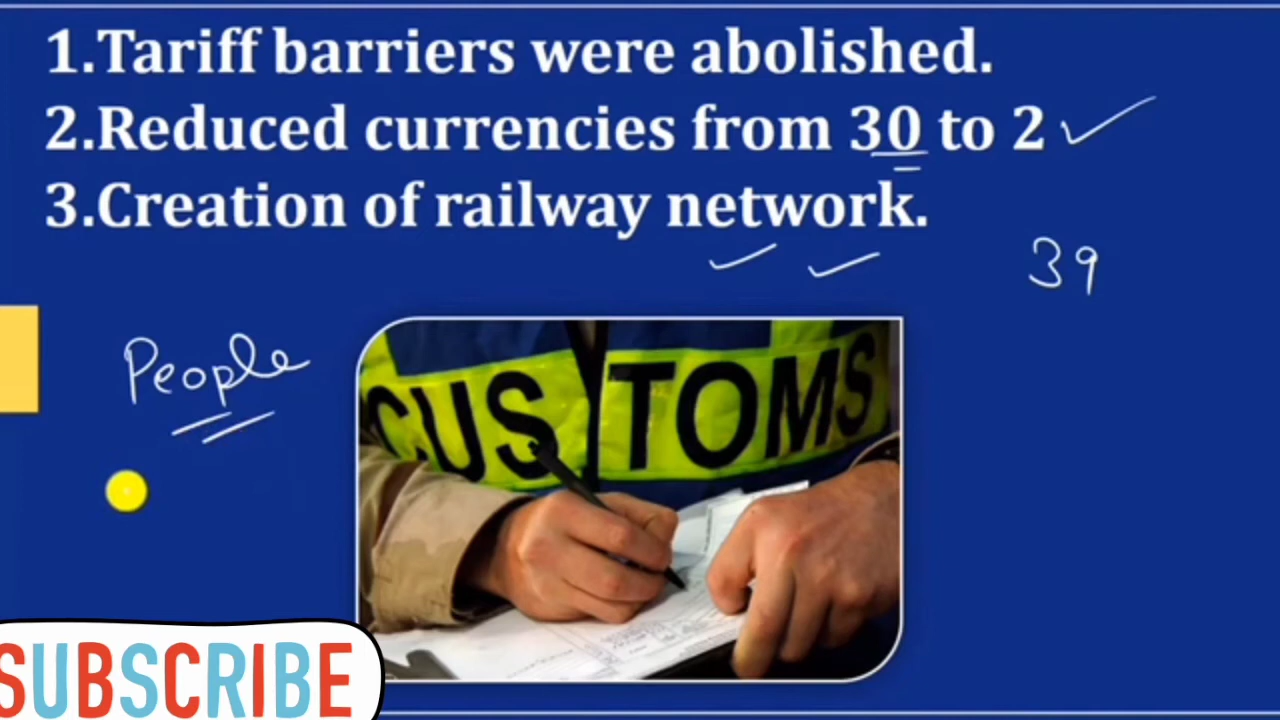 1.Tariff barriers were abolished.
2.Reduced currencies from 30 to 2
3.Creation of railway network.
39
People
CUSTOMS
SUBSCRIBE